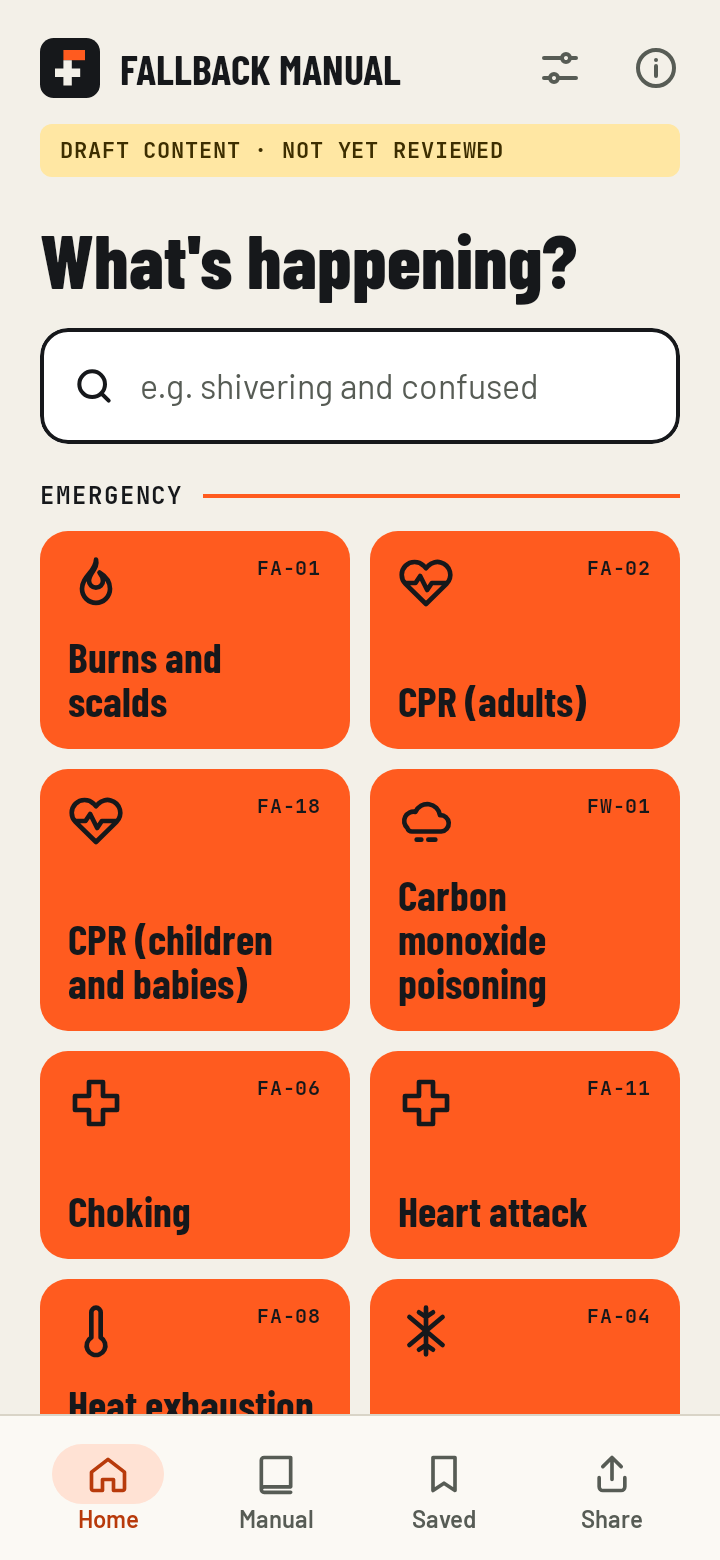 FALLBACK MANUAL
DRAFT CONTENT · NOT YET REVIEWED
What's happening?
e.g. shivering and confused
EMERGENCY
FA-01
Burns and
scalds
FA-02
CPR (adults)
FA-18
CPR (children
and babies)
FW-01
Carbon
monoxide
poisoning
FA-06
Choking
FA-11
Heart attack
FA-08
Heat exhaustion
FA-04
Home
Manual
Saved
Share